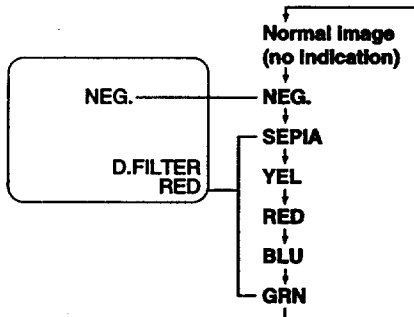 Normal image
(no indication)
NEG.
NEG.
SEPIA
D.FILTER
RED
YEL
RED
BLU
GRN